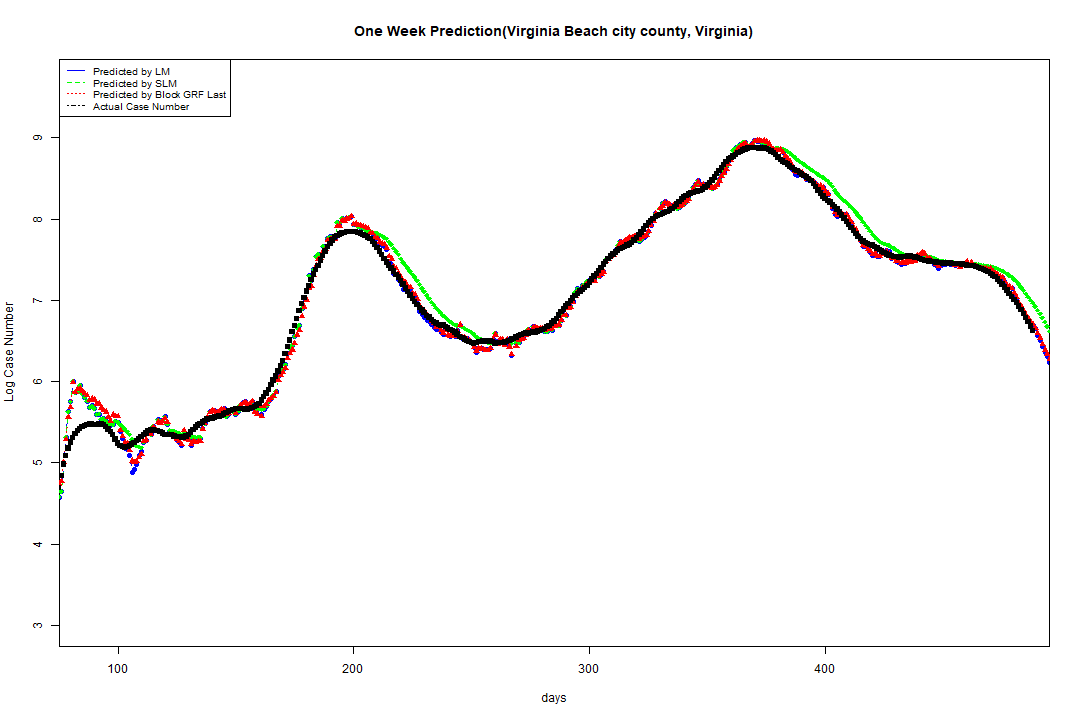 One Week Prediction(Virginia Beach city county, Virginia)
Predicted by LM
Predicted by SLM
Predicted by Block GRF Last
Actual Case Number
9
8
7
6
5
4
3
Log Case Number
100 200 300 400
days